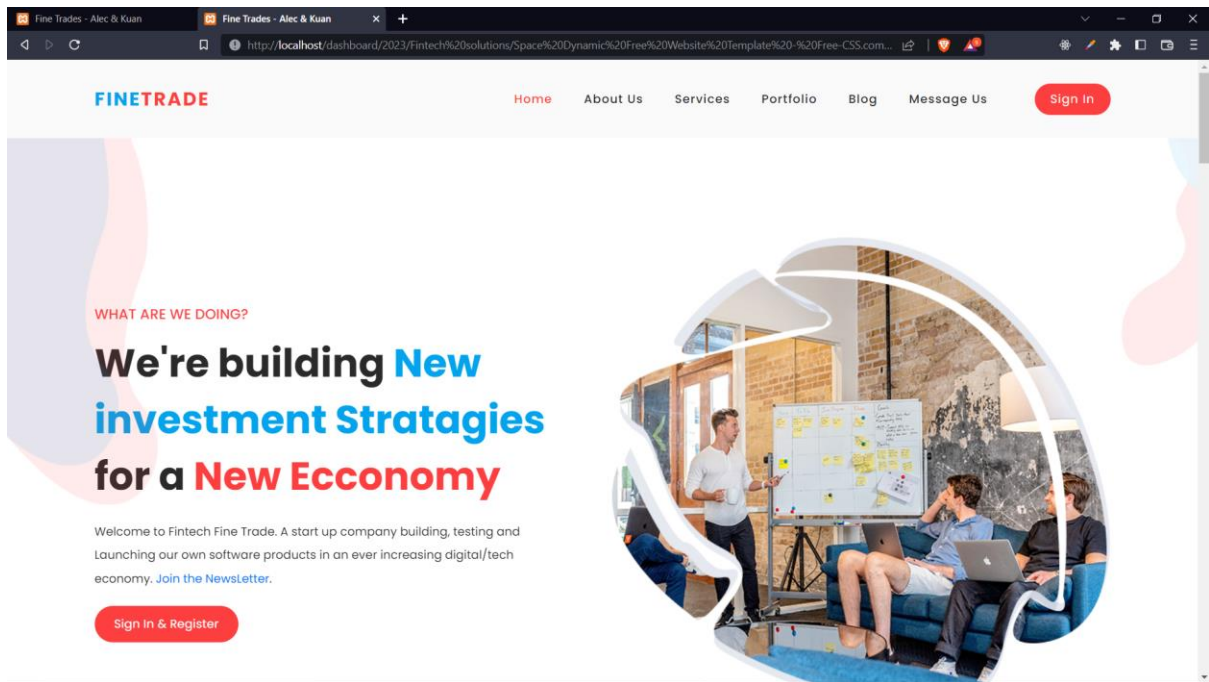 Fine Trades - Alec & Kuan
Fine Trades - Alec & Kuan
http://localhost/dashboard/2023/Fintech%20solutions/Space%20Dynamic%20Free%20Website%20Template%20-%20Free-CSS.com...
FINETRADE
Home About Us Services Portfolio Blog Message Us Sign In
WHAT ARE WE DOING?
We're building New
investment Stratagies
for a New Ecconomy
Welcome to Fintech Fine Trade. A start up company building, testing and
Launching our own software products in an ever increasing digital/tech
economy. Join the NewsLetter.
Sign In & Register